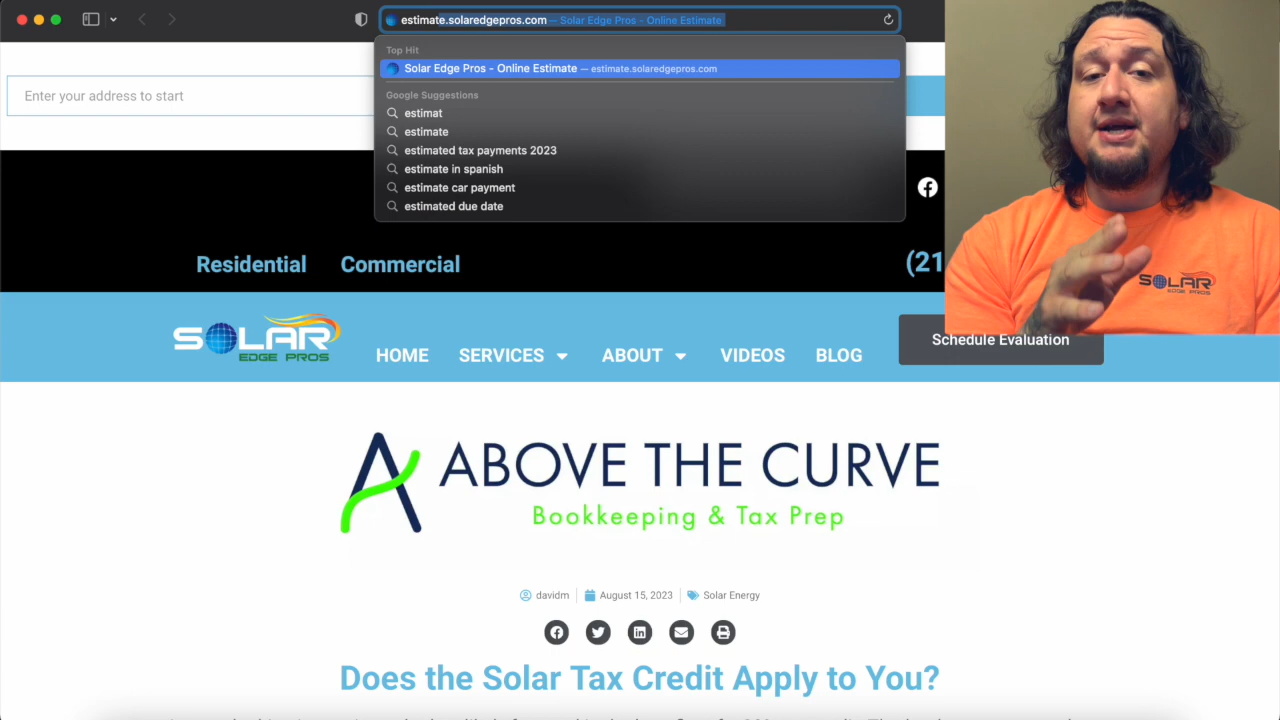 estimate.solaredgepros.com — Solar Edge Pros - Online Estimate
Top Hit
Solar Edge Pros - Online Estimate — estimate.solaredgepros.com
Enter your address to start
Google Suggestions
estimat
estimate
estimated tax payments 2023
estimate in spanish
estimate car payment
estimated due date
Residential
Commercial
(21
SOLAR
EDGE PROS
SOLAR
EDGE PROS
HOME
SERVICES
ABOUT
VIDEOS
BLOG
Schedule Evaluation
ABOVE THE CURVE
Bookkeeping & Tax Prep
davidm
August 15, 2023
Solar Energy
Does the Solar Tax Credit Apply to You?